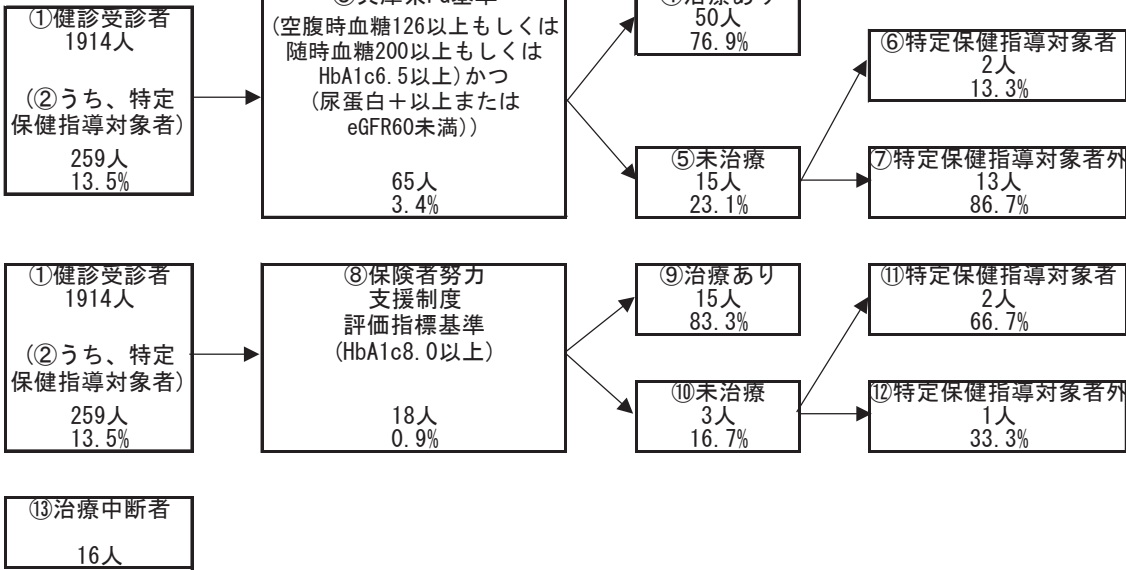 ①健診受診者
1914人
(②うち、特定
保健指導対象者)
259人
13.5%
(空腹時血糖126以上もしくは
随時血糖200以上もしくは
HbA1c6.5以上)かつ
(尿蛋白＋以上または
eGFR60未満))
65人
3.4%
④治療あり
50人
76.9%
⑤未治療
15人
23.1%
⑥特定保健指導対象者
2人
13.3%
⑦特定保健指導対象者外
13人
86.7%
①健診受診者
1914人
(②うち、特定
保健指導対象者)
259人
13.5%
⑧保険者努力
支援制度
評価指標基準
(HbA1c8.0以上)
18人
0.9%
⑨治療あり
15人
83.3%
⑩未治療
3人
16.7%
⑪特定保健指導対象者
2人
66.7%
⑫特定保健指導対象者外
1人
33.3%
⑬治療中断者
16人